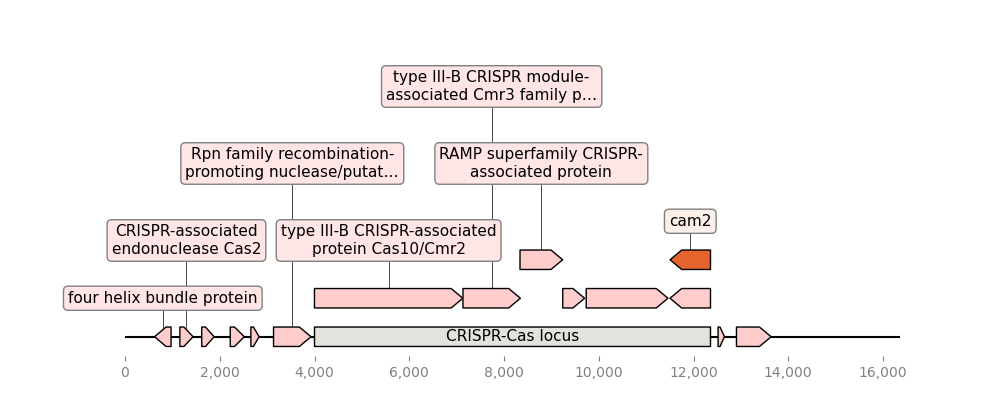 type III-B CRISPR module-
associated Cmr3 family p…
Rpn family recombination-
promoting nuclease/putat…
RAMP superfamily CRISPR-
associated protein
CRISPR-associated
endonuclease Cas2
type III-B CRISPR-associated
protein Cas10/Cmr2
cam2
four helix bundle protein
CRISPR-Cas locus
0 2,000 4,000 6,000 8,000 10,000 12,000 14,000 16,000